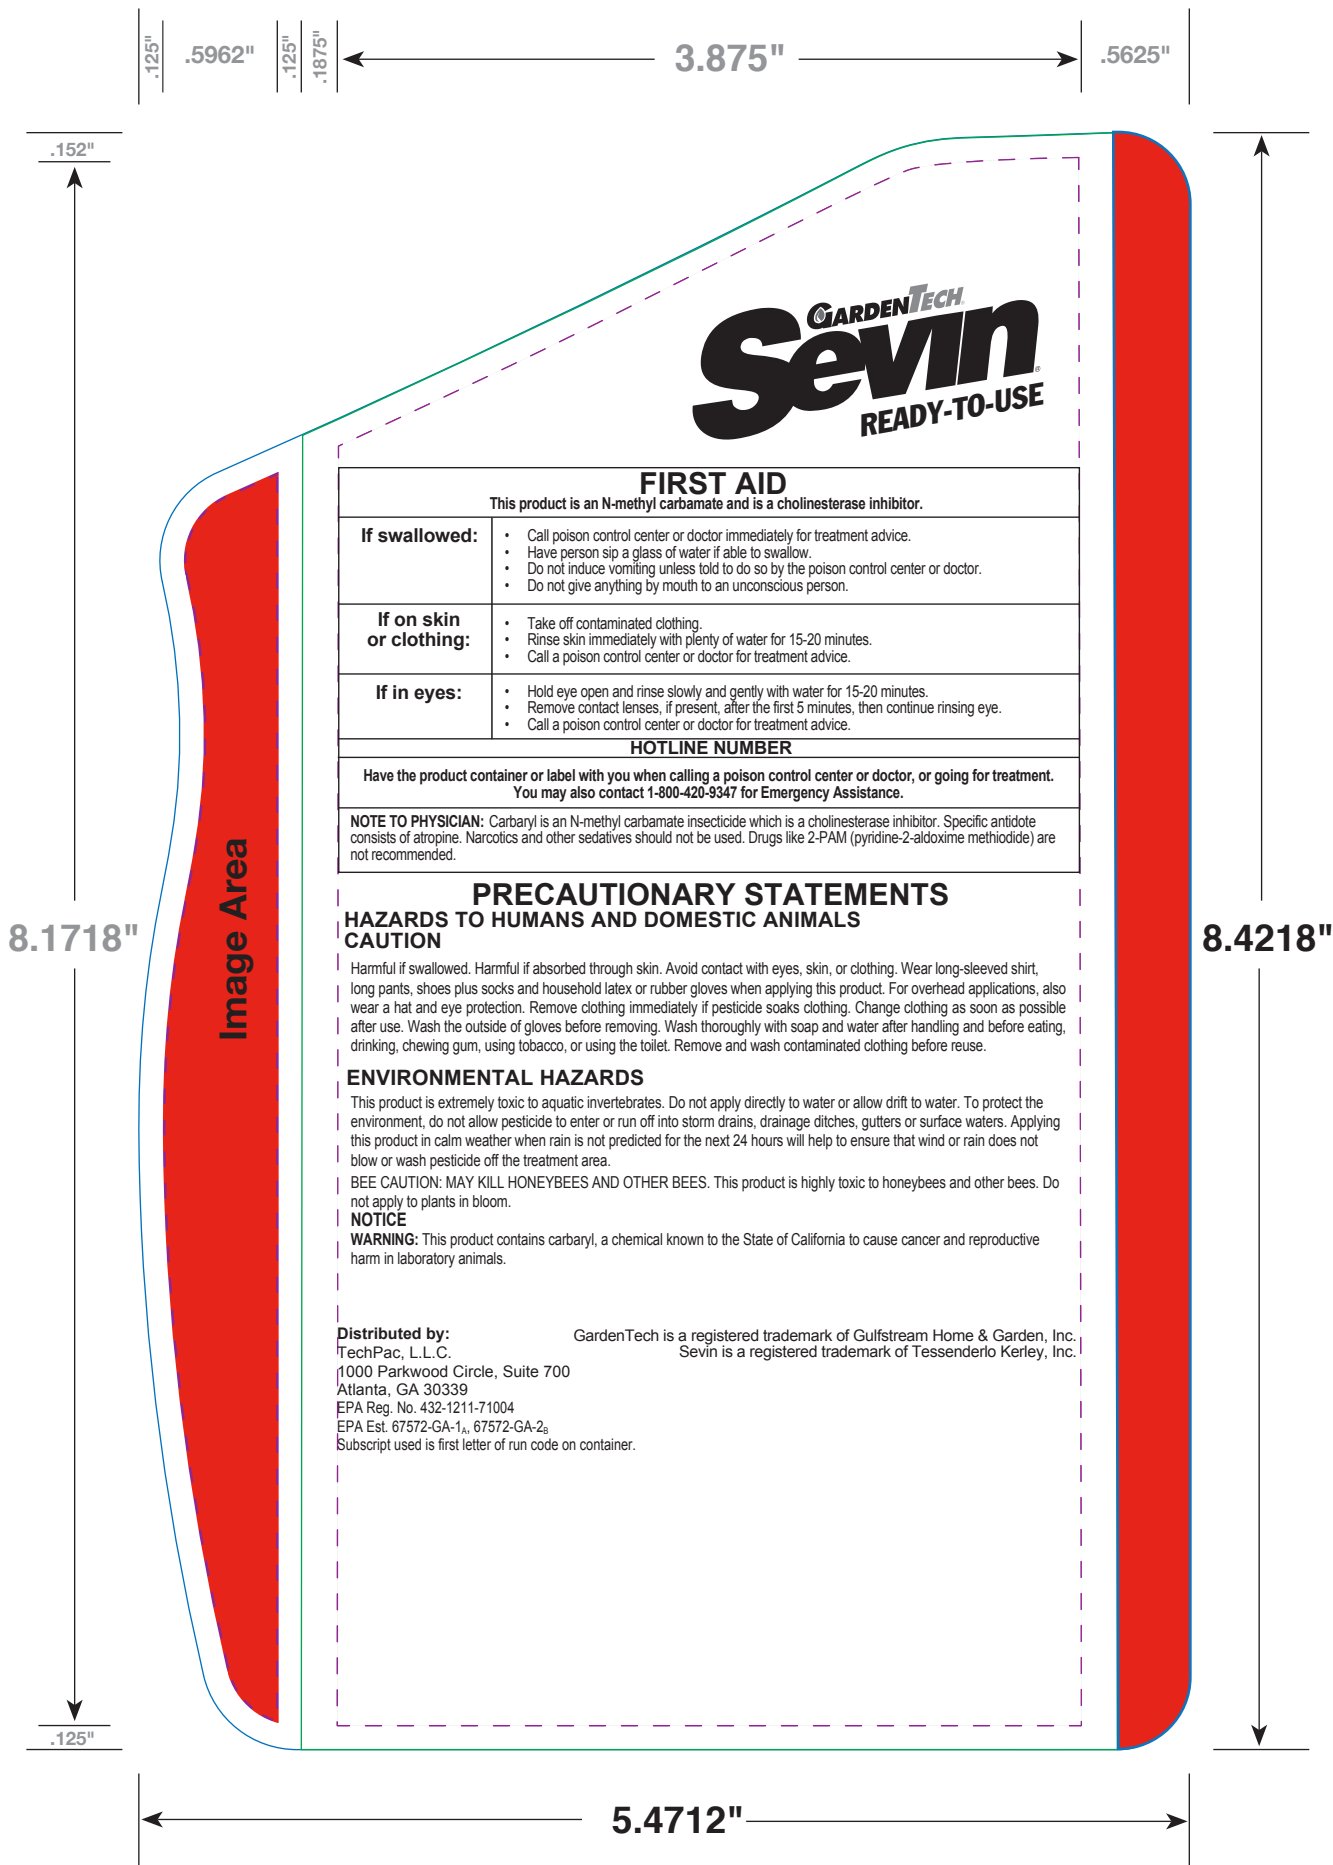 .125"
.5962"
.125"
.1875"
3.875"
.5625"
.152"
8.1718"
.125"
8.4218"
5.4712"
Image Area
GARDENTECH®
Sevin®
READY-TO-USE
FIRST AID
This product is an N-methyl carbamate and is a cholinesterase inhibitor.
If swallowed:
• Call poison control center or doctor immediately for treatment advice.
• Have person sip a glass of water if able to swallow.
• Do not induce vomiting unless told to do so by the poison control center or doctor.
• Do not give anything by mouth to an unconscious person.
If on skin
or clothing:
• Take off contaminated clothing.
• Rinse skin immediately with plenty of water for 15-20 minutes.
• Call a poison control center or doctor for treatment advice.
If in eyes:
• Hold eye open and rinse slowly and gently with water for 15-20 minutes.
• Remove contact lenses, if present, after the first 5 minutes, then continue rinsing eye.
• Call a poison control center or doctor for treatment advice.
HOTLINE NUMBER
Have the product container or label with you when calling a poison control center or doctor, or going for treatment.
You may also contact 1-800-420-9347 for Emergency Assistance.
NOTE TO PHYSICIAN: Carbaryl is an N-methyl carbamate insecticide which is a cholinesterase inhibitor. Specific antidote
consists of atropine. Narcotics and other sedatives should not be used. Drugs like 2-PAM (pyridine-2-aldoxime methiodide) are
not recommended.
PRECAUTIONARY STATEMENTS
HAZARDS TO HUMANS AND DOMESTIC ANIMALS
CAUTION
Harmful if swallowed. Harmful if absorbed through skin. Avoid contact with eyes, skin, or clothing. Wear long-sleeved shirt,
long pants, shoes plus socks and household latex or rubber gloves when applying this product. For overhead applications, also
wear a hat and eye protection. Remove clothing immediately if pesticide soaks clothing. Change clothing as soon as possible
after use. Wash the outside of gloves before removing. Wash thoroughly with soap and water after handling and before eating,
drinking, chewing gum, using tobacco, or using the toilet. Remove and wash contaminated clothing before reuse.
ENVIRONMENTAL HAZARDS
This product is extremely toxic to aquatic invertebrates. Do not apply directly to water or allow drift to water. To protect the
environment, do not allow pesticide to enter or run off into storm drains, drainage ditches, gutters or surface waters. Applying
this product in calm weather when rain is not predicted for the next 24 hours will help to ensure that wind or rain does not
blow or wash pesticide off the treatment area.
BEE CAUTION: MAY KILL HONEYBEES AND OTHER BEES. This product is highly toxic to honeybees and other bees. Do
not apply to plants in bloom.
NOTICE
WARNING: This product contains carbaryl, a chemical known to the State of California to cause cancer and reproductive
harm in laboratory animals.
Distributed by:
TechPac, L.L.C.
1000 Parkwood Circle, Suite 700
Atlanta, GA 30339
EPA Reg. No. 432-1211-71004
EPA Est. 67572-GA-1A, 67572-GA-2B
Subscript used is first letter of run code on container.
GardenTech is a registered trademark of Gulfstream Home & Garden, Inc.
Sevin is a registered trademark of Tessenderlo Kerley, Inc.